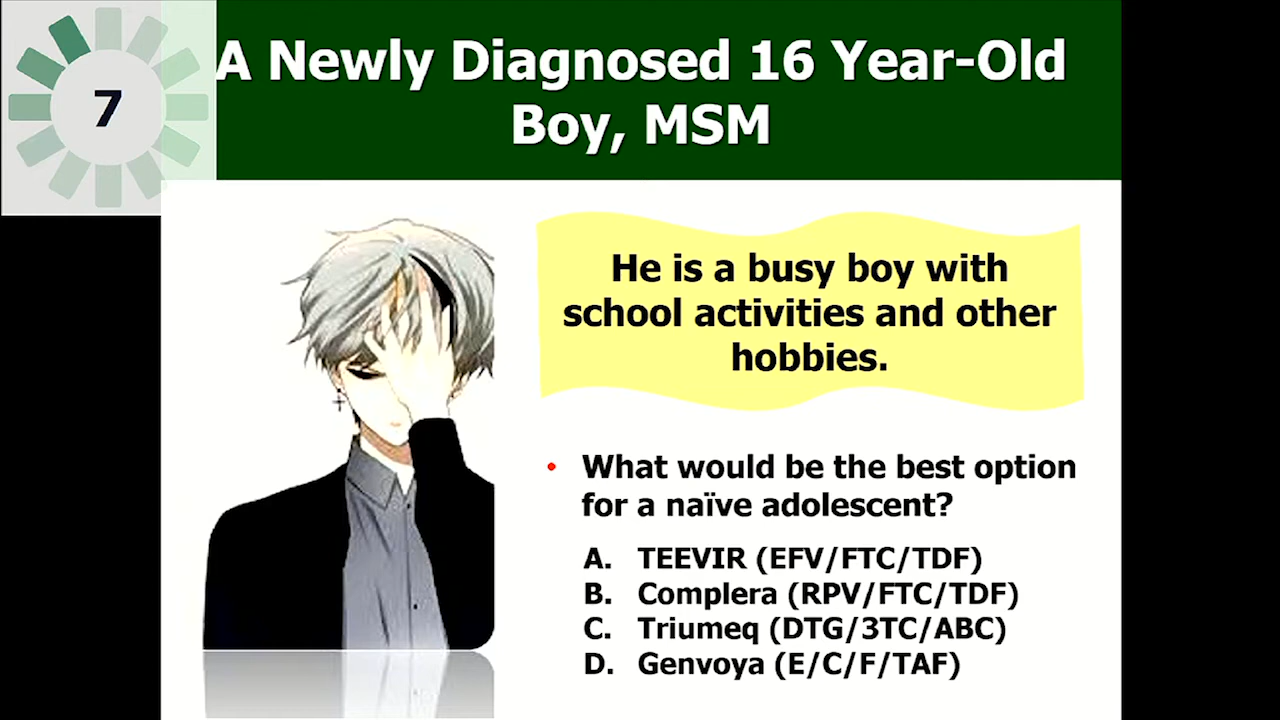 7
A Newly Diagnosed 16 Year-Old
Boy, MSM
He is a busy boy with
school activities and other
hobbies.
• What would be the best option
for a naïve adolescent?
A. TEEVIR (EFV/FTC/TDF)
B. Complera (RPV/FTC/TDF)
C. Triumeq (DTG/3TC/ABC)
D. Genvoya (E/C/F/TAF)